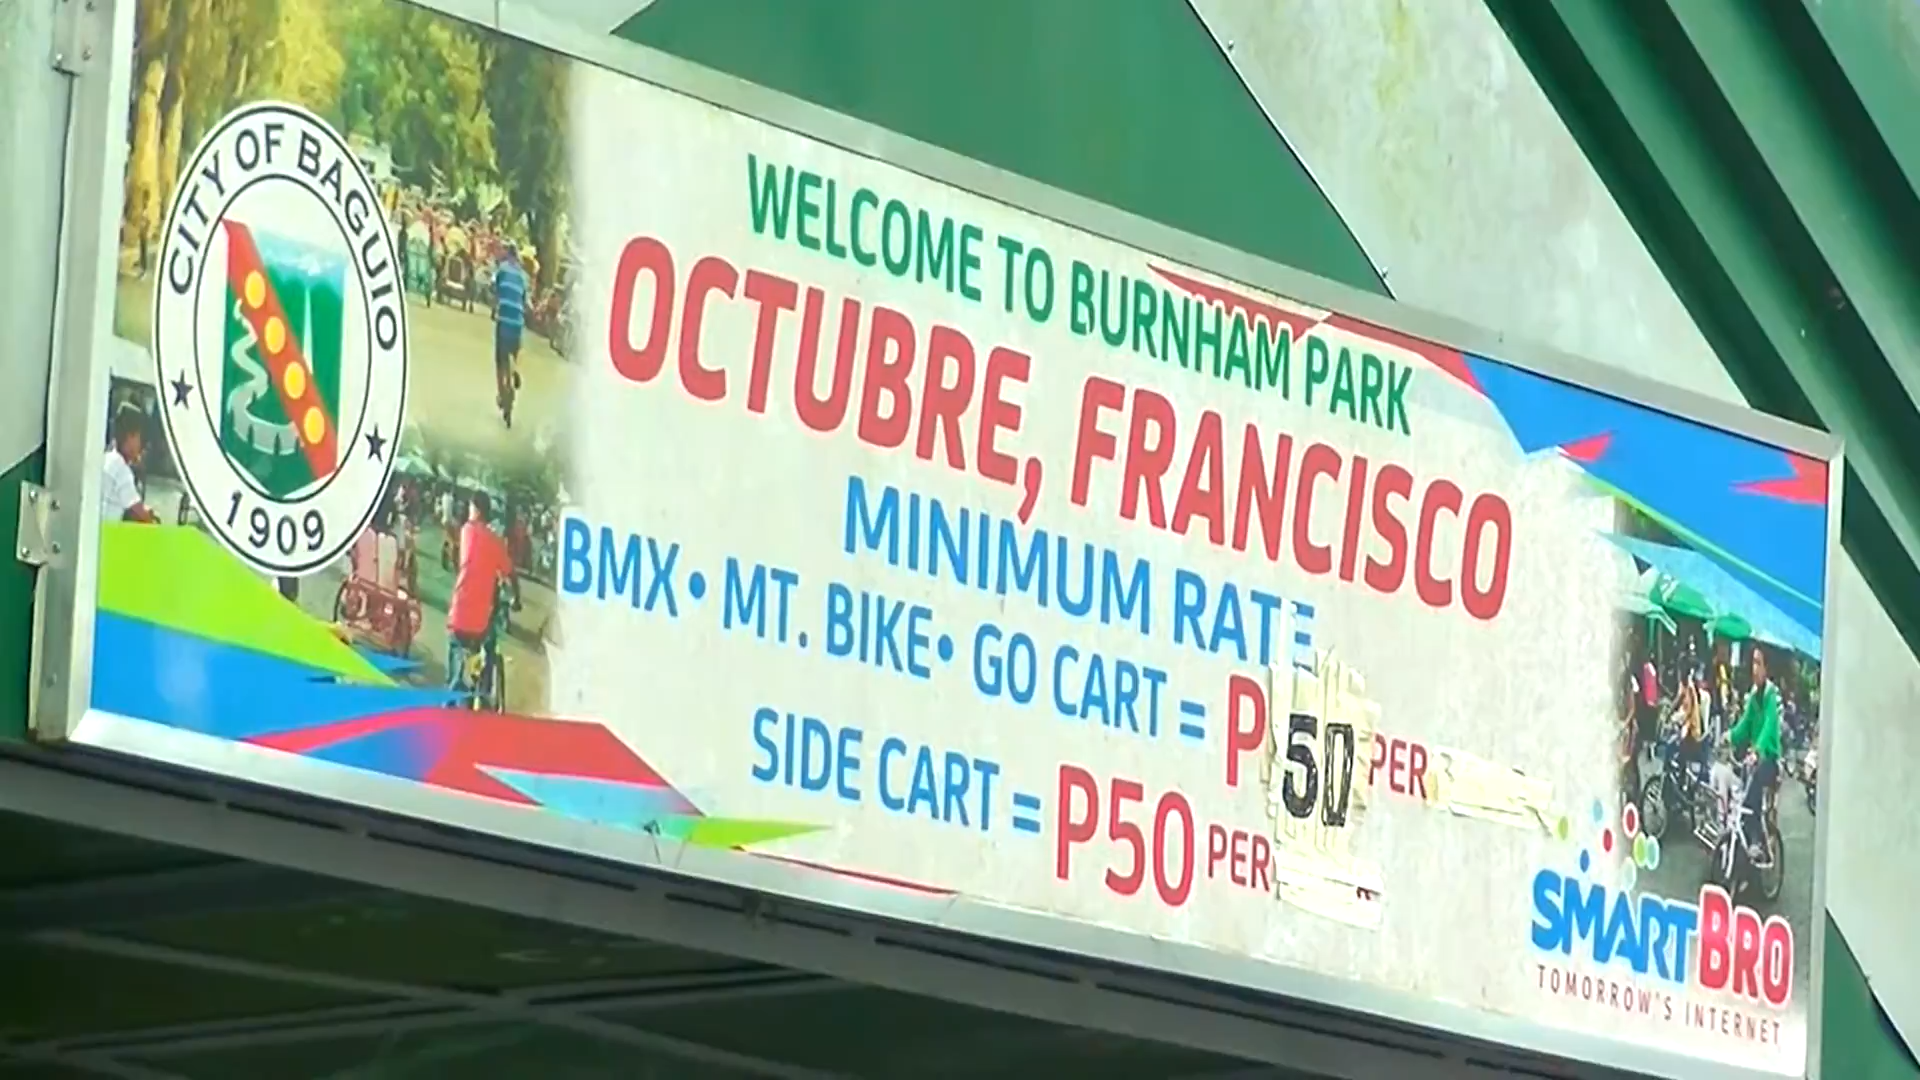 CITY OF BAGUIO
1909
WELCOME TO BURNHAM PARK
OCTUBRE, FRANCISCO
MINIMUM RATE
BMX • MT. BIKE • GO CART = P 50 PER
SIDE CART = P50 PER
SMARTBRO
TOMORROW'S INTERNET